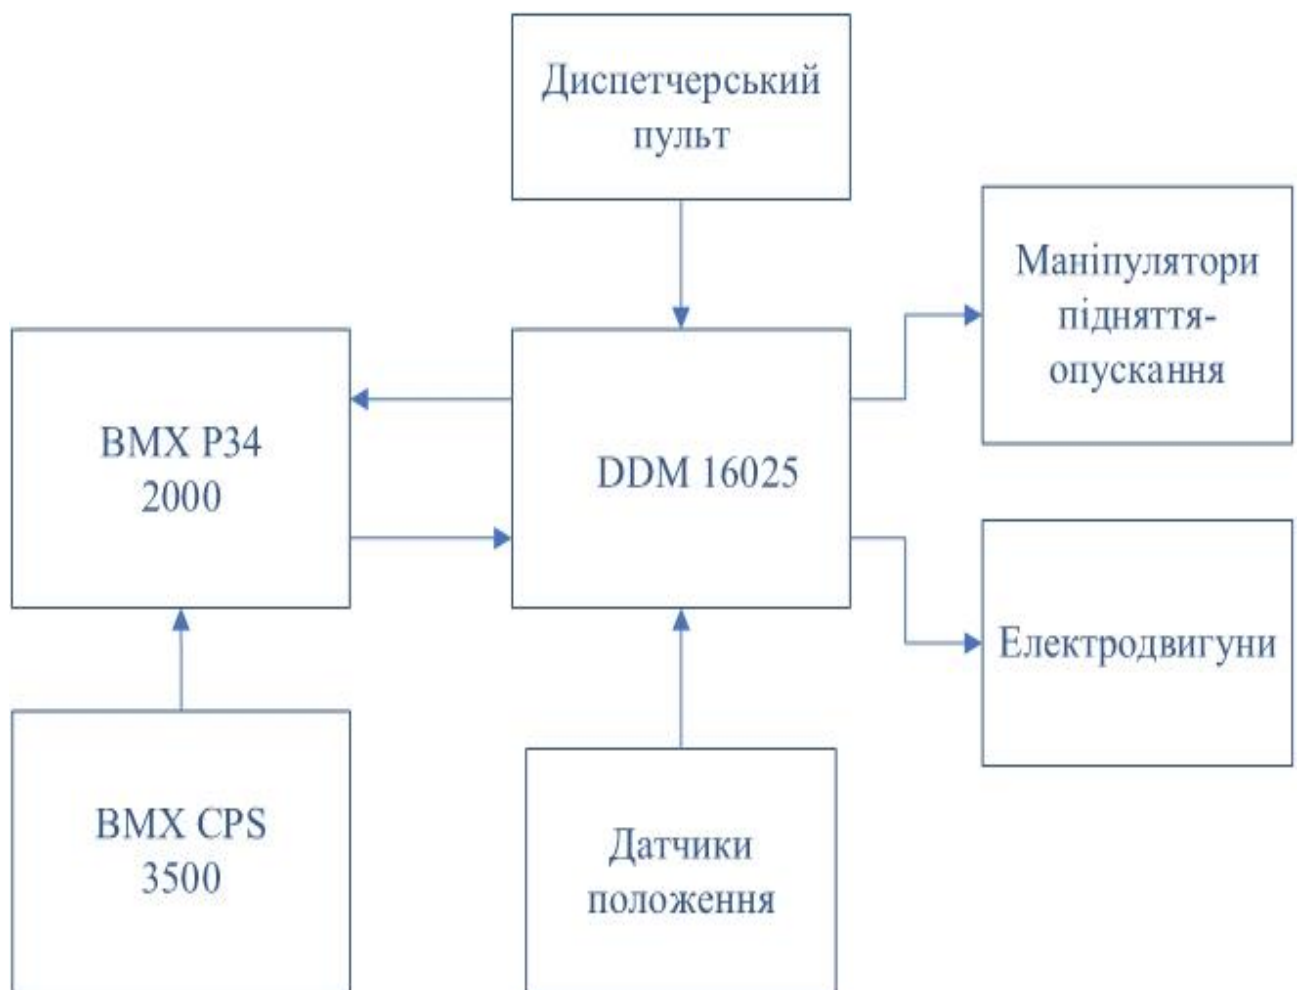 Диспетчерський
пульт
Маніпулятори
підняття-
опускання
BMX P34
2000
DDM 16025
Електродвигуни
BMX CPS
3500
Датчики
положення